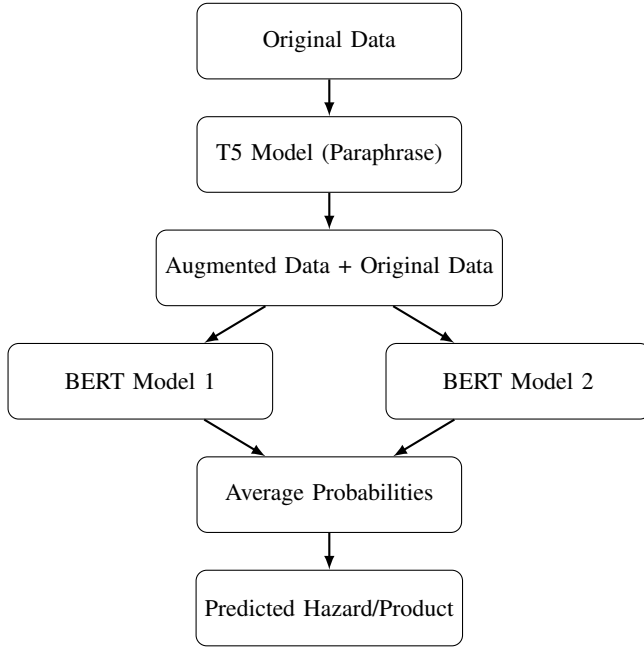 Original Data
T5 Model (Paraphrase)
Augmented Data + Original Data
BERT Model 1
BERT Model 2
Average Probabilities
Predicted Hazard/Product